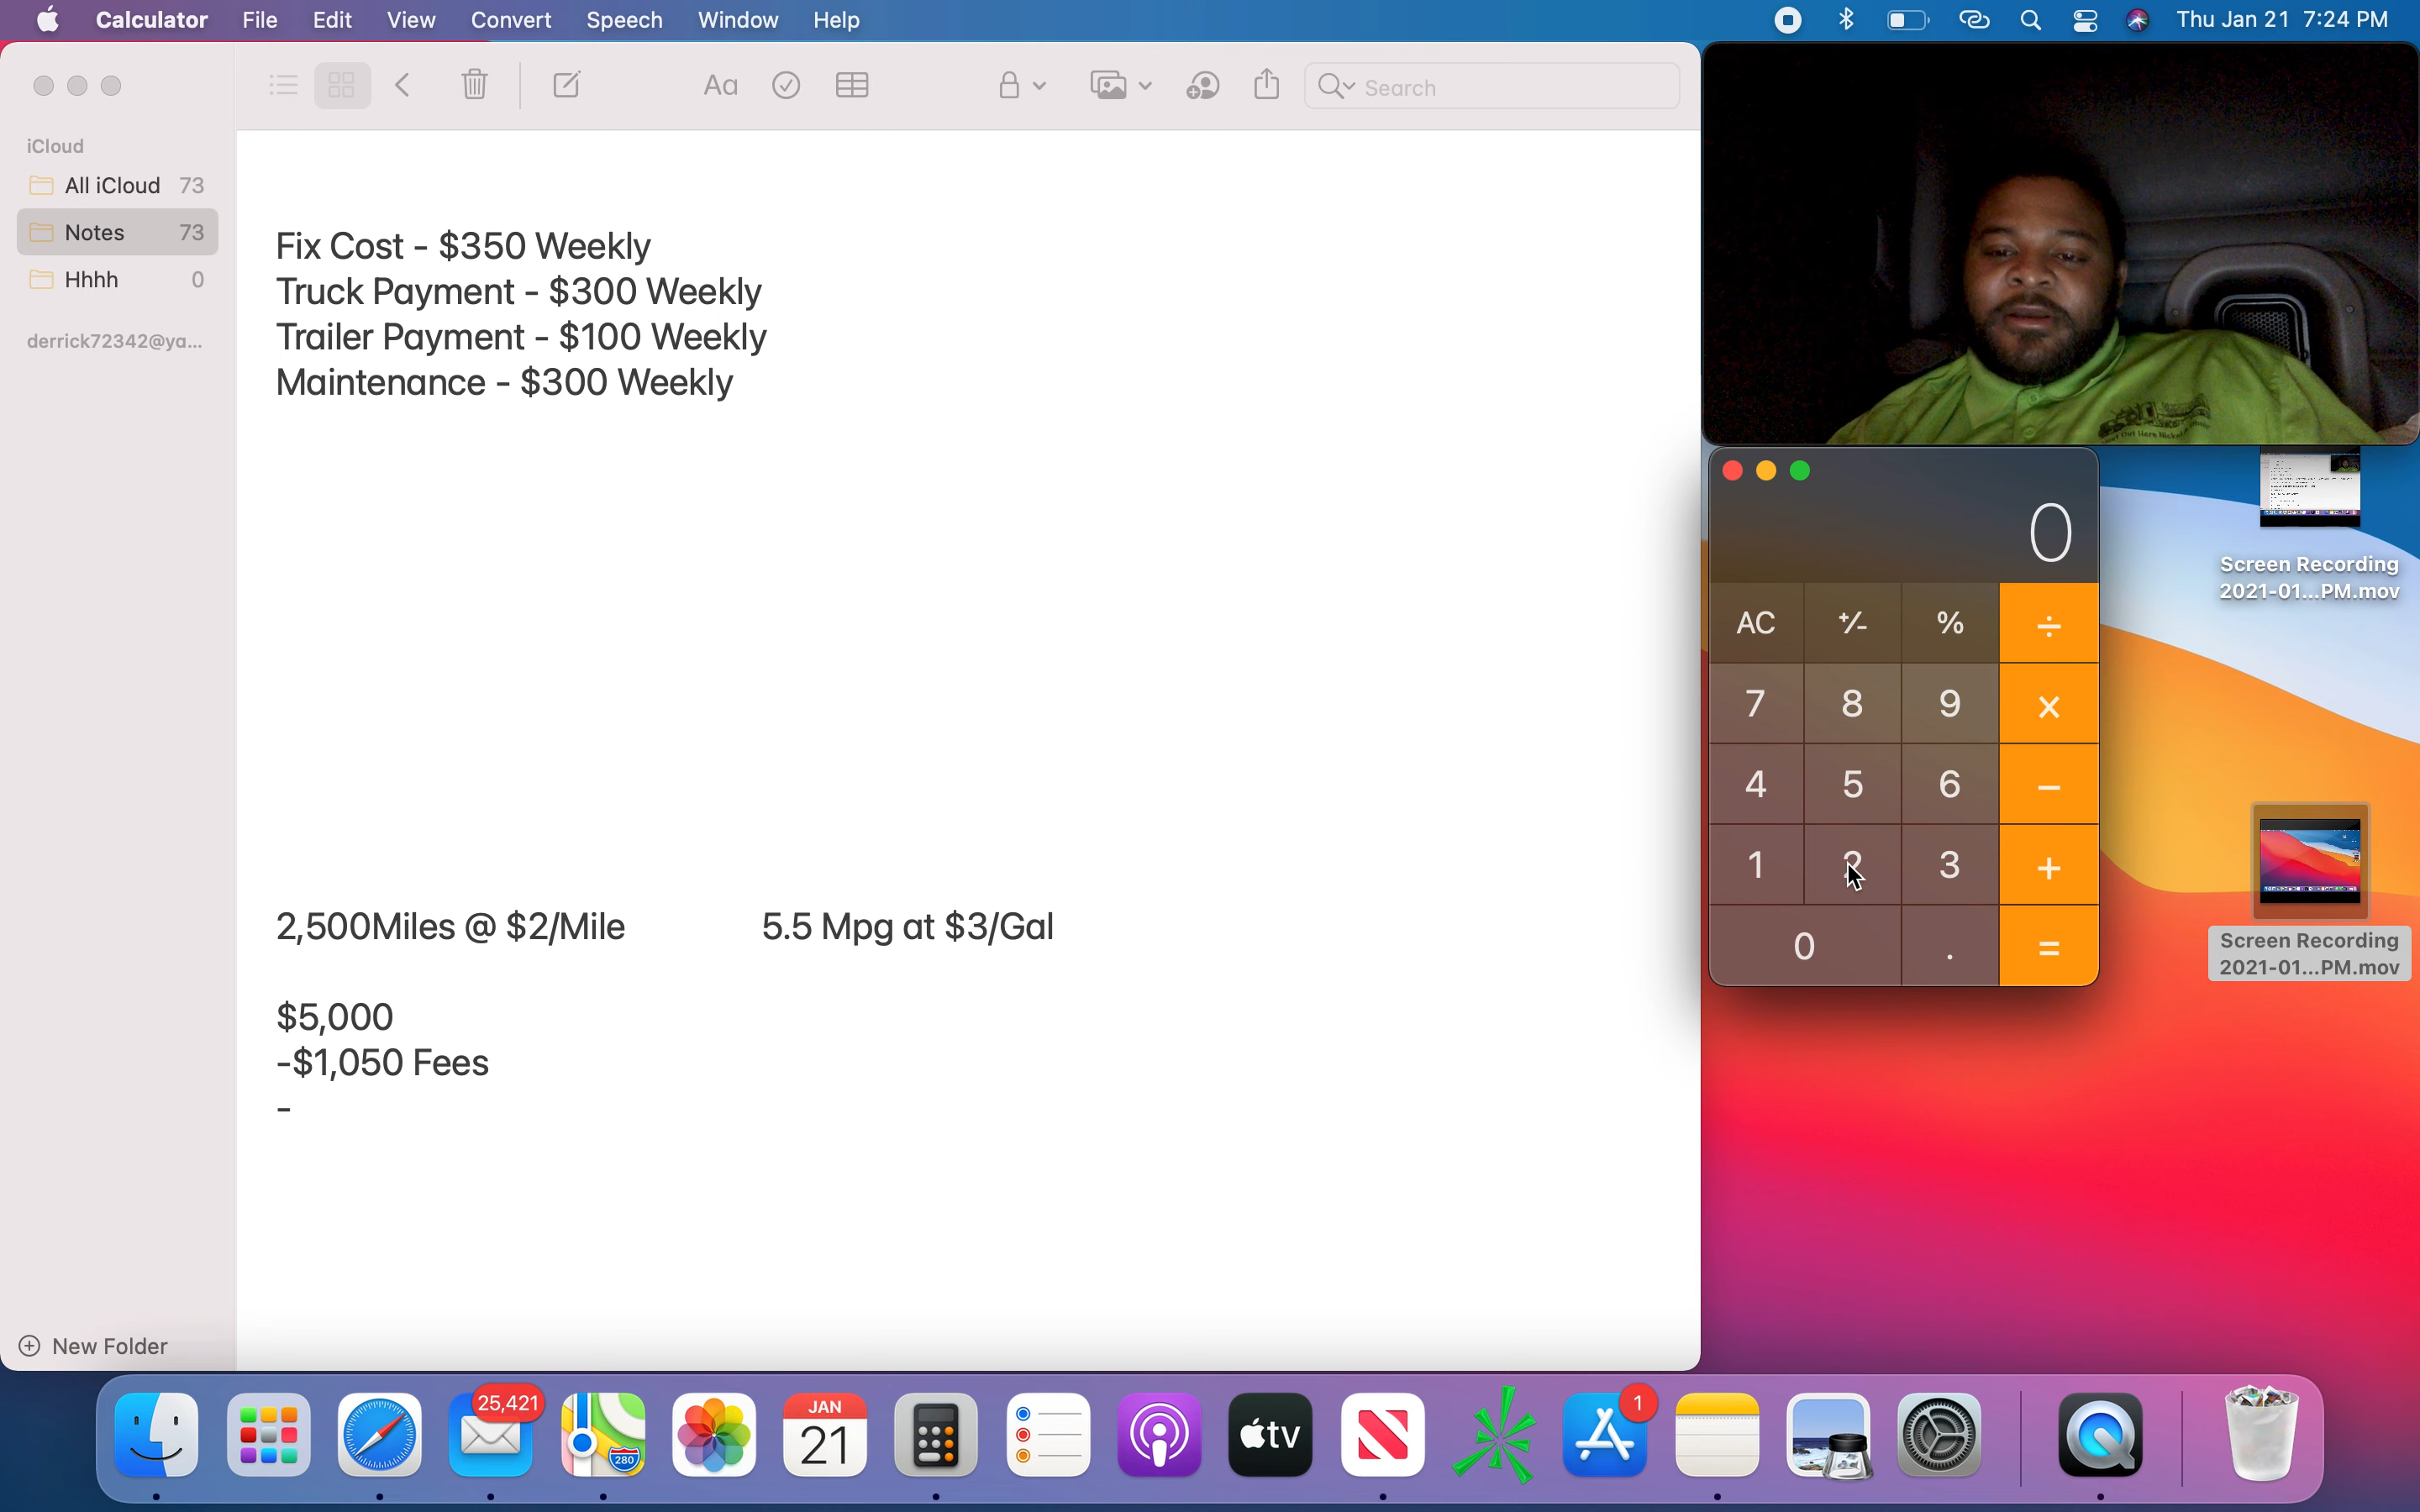 Calculator File Edit View Convert Speech Window Help Thu Jan 21 7:24 PM
Aa Search
iCloud
All iCloud 73
Notes 73
Hhhh 0
derrick72342@ya...
New Folder
Fix Cost - $350 Weekly
Truck Payment - $300 Weekly
Trailer Payment - $100 Weekly
Maintenance - $300 Weekly
2,500Miles @ $2/Mile 5.5 Mpg at $3/Gal
$5,000
-$1,050 Fees
-
0
AC +/- % ÷
7 8 9 ×
4 5 6 −
1 2 3 +
0 . =
Screen Recording
2021-01...PM.mov
Screen Recording
2021-01...PM.mov
25,421
280
JAN
21
tv
1